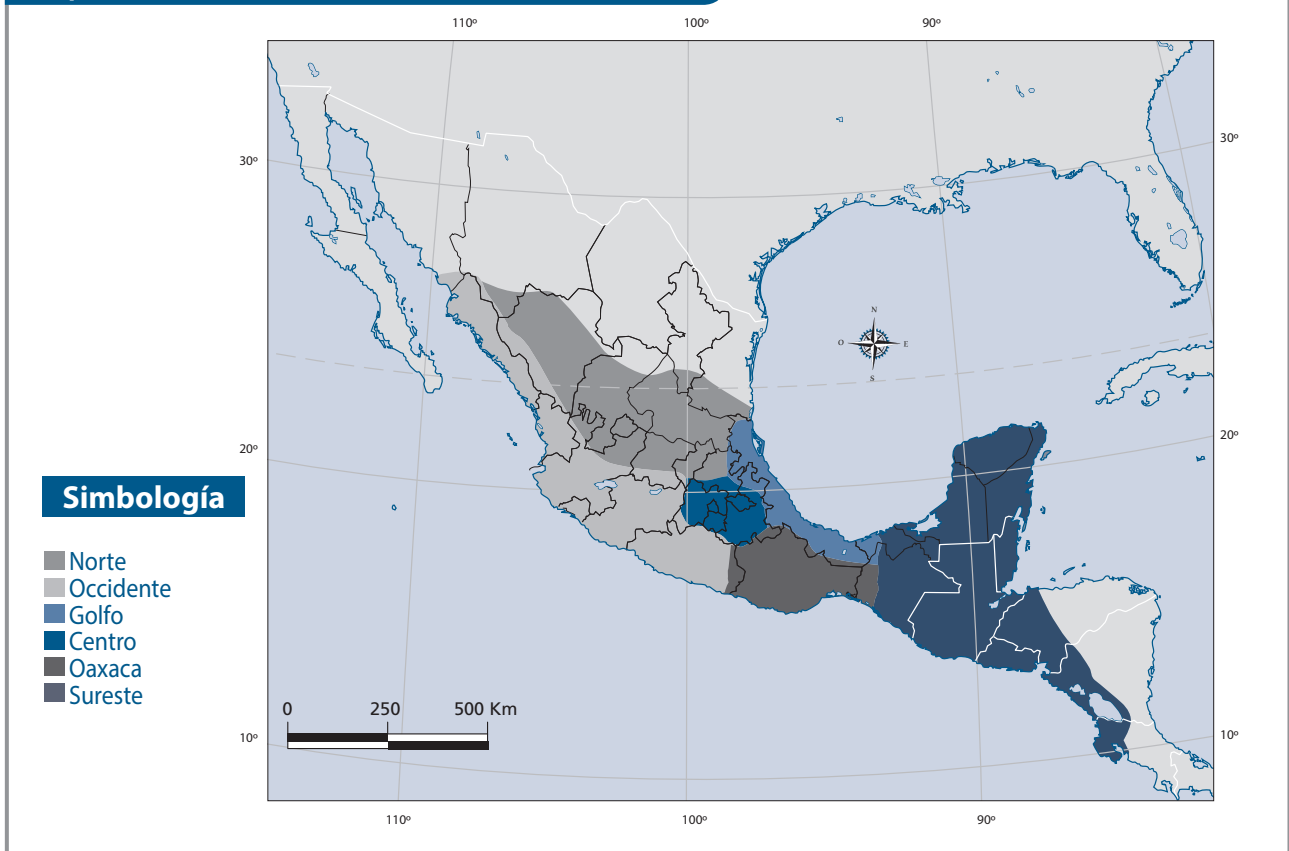 110º 100º 90º
30º 30º
N
O E
S
20º 20º
Simbología
Norte
Occidente
Golfo
Centro
Oaxaca
Sureste
0 250 500 Km
10º 10º
110º 100º 90º